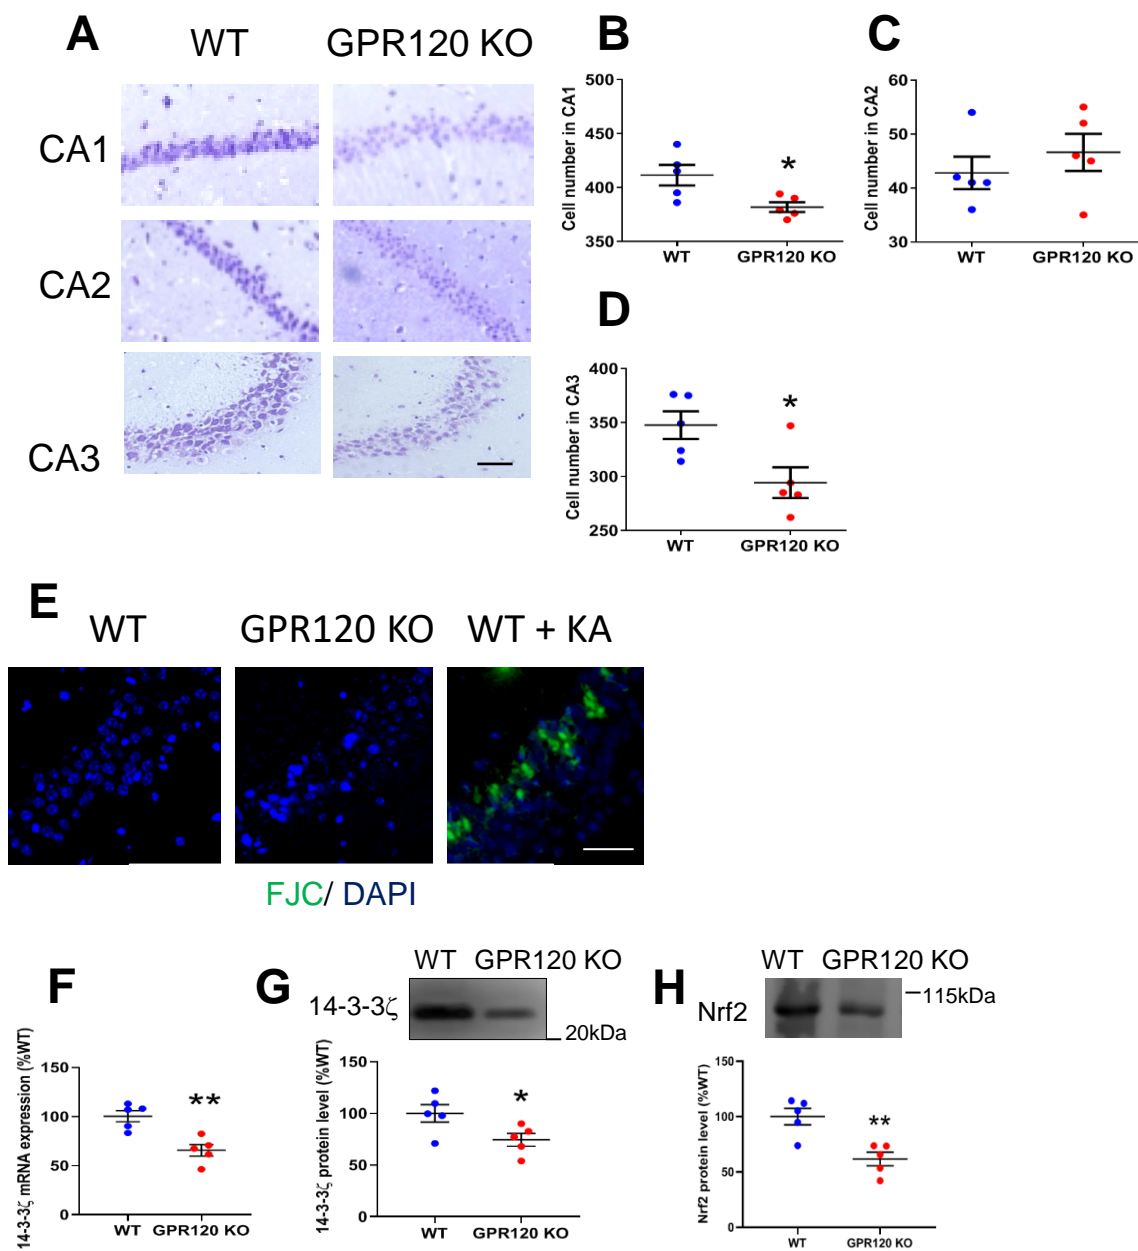 A
WT GPR120 KO
CA1
CA2
CA3
B
Cell number in CA1
500
450
400
350
*
WT GPR120 KO
C
Cell number in CA2
60
50
40
30
WT GPR120 KO
D
Cell number in CA3
400
350
300
250
*
WT GPR120 KO
E
WT GPR120 KO WT + KA
FJC/ DAPI
F
14-3-3ζ mRNA expression (%WT)
150
100
50
0
**
WT GPR120 KO
G
WT GPR120 KO
14-3-3ζ
20kDa
14-3-3ζ protein level (%WT)
150
100
50
0
*
WT GPR120 KO
H
WT GPR120 KO
Nrf2
115kDa
Nrf2 protein level (%WT)
150
100
50
0
**
WT GPR120 KO